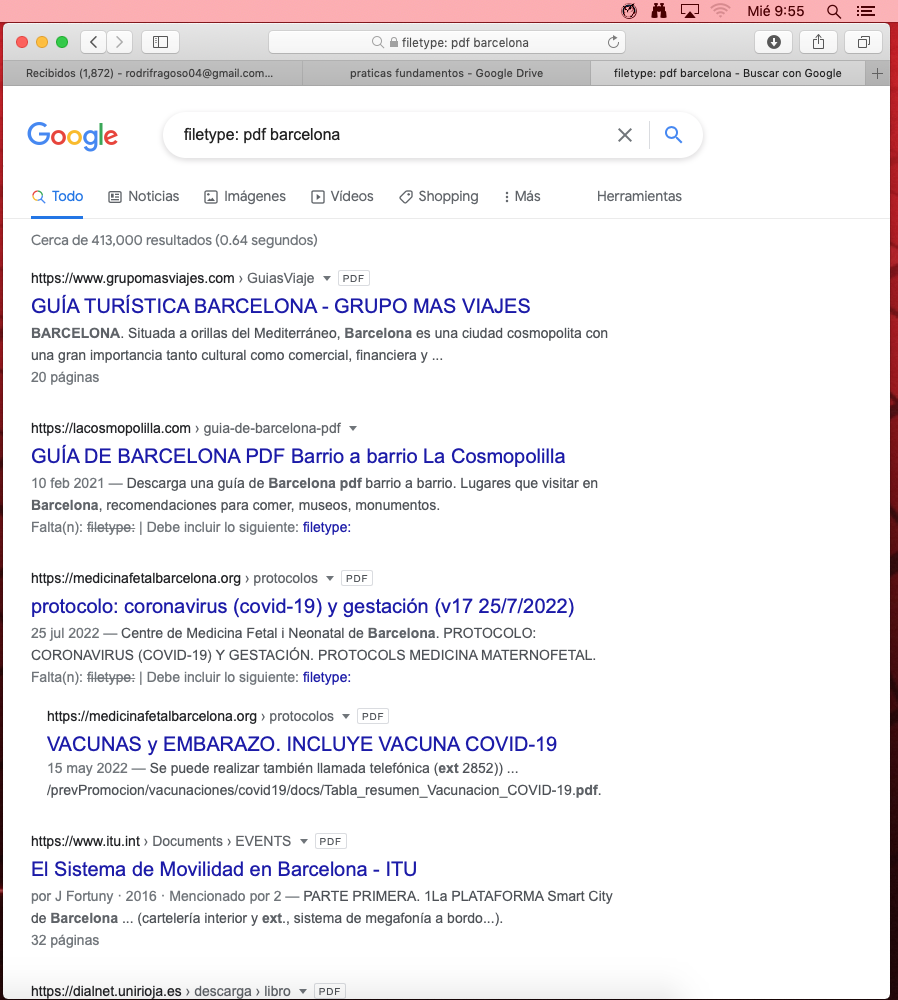 Mié 9:55
filetype: pdf barcelona
Recibidos (1,872) - rodrifragoso04@gmail.com...
praticas fundamentos - Google Drive
filetype: pdf barcelona - Buscar con Google
Google
filetype: pdf barcelona
Todo Noticias Imágenes Vídeos Shopping Más Herramientas
Cerca de 413,000 resultados (0.64 segundos)
https://www.grupomasviajes.com › GuiasViaje PDF
GUÍA TURÍSTICA BARCELONA - GRUPO MAS VIAJES
BARCELONA. Situada a orillas del Mediterráneo, Barcelona es una ciudad cosmopolita con
una gran importancia tanto cultural como comercial, financiera y ...
20 páginas
https://lacosmopolilla.com › guia-de-barcelona-pdf
GUÍA DE BARCELONA PDF Barrio a barrio La Cosmopolilla
10 feb 2021 — Descarga una guía de Barcelona pdf barrio a barrio. Lugares que visitar en
Barcelona, recomendaciones para comer, museos, monumentos.
Falta(n): filetype: | Debe incluir lo siguiente: filetype:
https://medicinafetalbarcelona.org › protocolos PDF
protocolo: coronavirus (covid-19) y gestación (v17 25/7/2022)
25 jul 2022 — Centre de Medicina Fetal i Neonatal de Barcelona. PROTOCOLO:
CORONAVIRUS (COVID-19) Y GESTACIÓN. PROTOCOLS MEDICINA MATERNOFETAL.
Falta(n): filetype: | Debe incluir lo siguiente: filetype:
https://medicinafetalbarcelona.org › protocolos PDF
VACUNAS y EMBARAZO. INCLUYE VACUNA COVID-19
15 may 2022 — Se puede realizar también llamada telefónica (ext 2852)) ...
/prevPromocion/vacunaciones/covid19/docs/Tabla_resumen_Vacunacion_COVID-19.pdf.
https://www.itu.int › Documents › EVENTS PDF
El Sistema de Movilidad en Barcelona - ITU
por J Fortuny · 2016 · Mencionado por 2 — PARTE PRIMERA. 1La PLATAFORMA Smart City
de Barcelona ... (cartelería interior y ext., sistema de megafonía a bordo...).
32 páginas
https://dialnet.unirioja.es › descarga › libro PDF